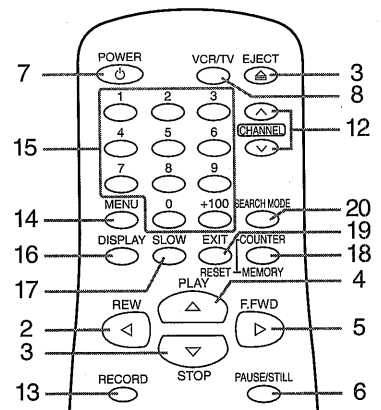 POWER VCR/TV EJECT
7 3
8
1 2 3
CHANNEL 12
15 4 5 6
7 8 9
MENU 0 +100 SEARCH MODE
14 20
DISPLAY SLOW EXIT COUNTER 19
16 18
RESET MEMORY
17 PLAY 4
REW F.FWD
2 5
3
STOP
RECORD PAUSE/STILL
13 6